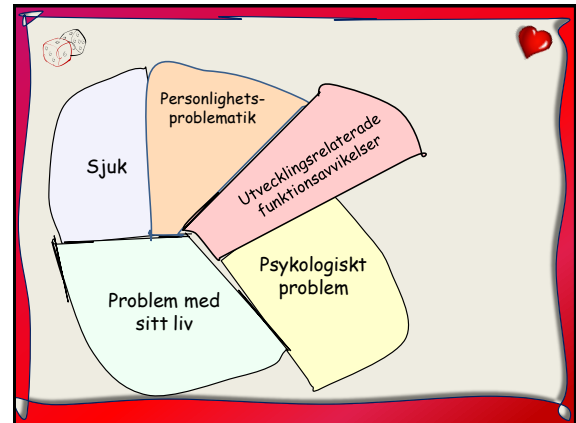 Personlighets-
problematik
Sjuk
Utvecklingsrelaterade
funktionsavvikelser
Psykologiskt
problem
Problem med
sitt liv